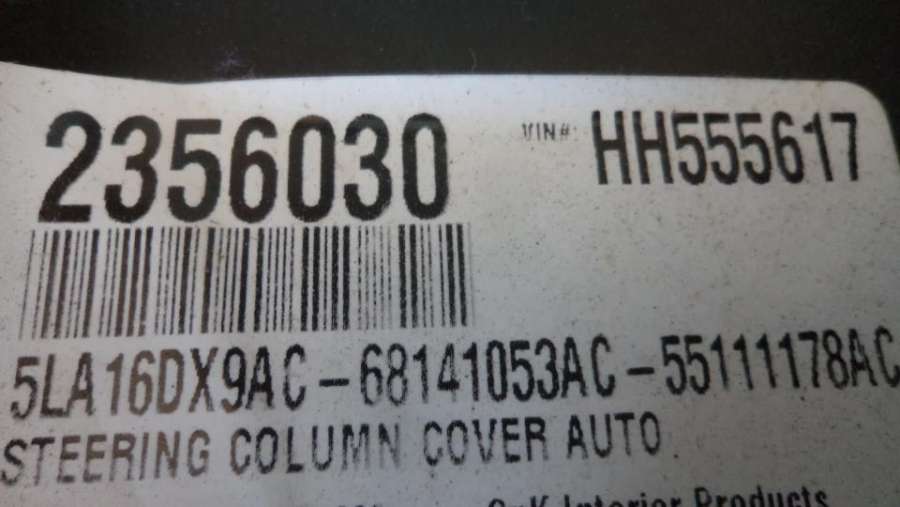 2356030 VIN#: HH555617
5LA16DX9AC-68141053AC-55111178AC
STEERING COLUMN COVER AUTO
Interior Products